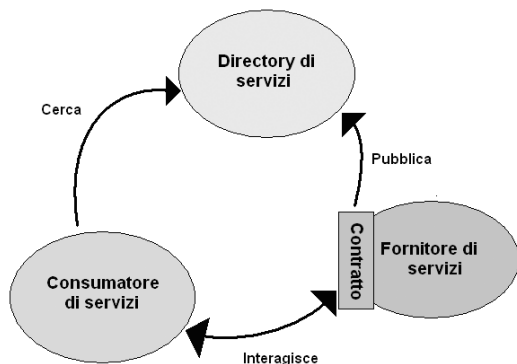 Directory di
servizi
Cerca
Pubblica
Contratto
Fornitore di
servizi
Consumatore
di servizi
Interagisce